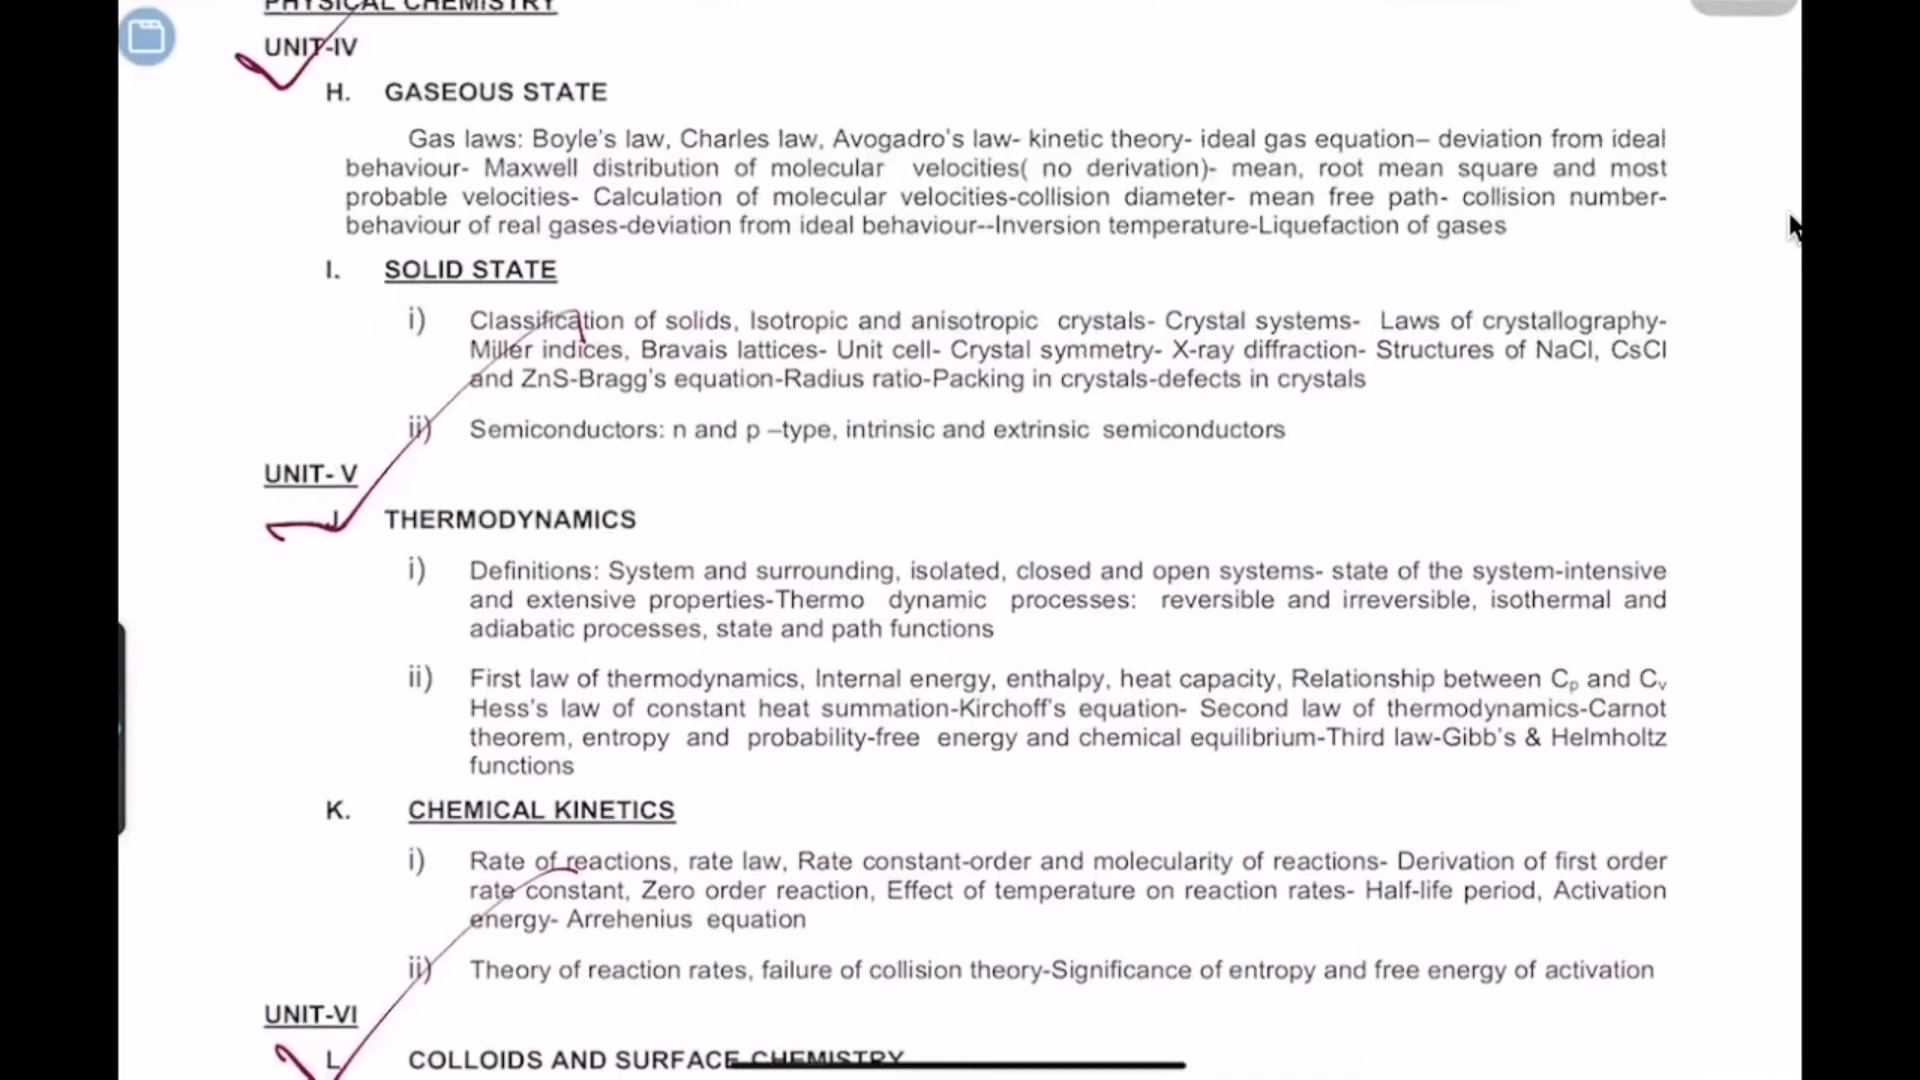 PHYSICAL CHEMISTRY
UNIT-IV
H. GASEOUS STATE
Gas laws: Boyle's law, Charles law, Avogadro's law- kinetic theory- ideal gas equation– deviation from ideal
behaviour- Maxwell distribution of molecular velocities( no derivation)- mean, root mean square and most
probable velocities- Calculation of molecular velocities-collision diameter- mean free path- collision number-
behaviour of real gases-deviation from ideal behaviour--Inversion temperature-Liquefaction of gases
I. SOLID STATE
i) Classification of solids, Isotropic and anisotropic crystals- Crystal systems- Laws of crystallography-
Miller indices, Bravais lattices- Unit cell- Crystal symmetry- X-ray diffraction- Structures of NaCl, CsCl
and ZnS-Bragg's equation-Radius ratio-Packing in crystals-defects in crystals
ii) Semiconductors: n and p –type, intrinsic and extrinsic semiconductors
UNIT- V
J. THERMODYNAMICS
i) Definitions: System and surrounding, isolated, closed and open systems- state of the system-intensive
and extensive properties-Thermo dynamic processes: reversible and irreversible, isothermal and
adiabatic processes, state and path functions
ii) First law of thermodynamics, Internal energy, enthalpy, heat capacity, Relationship between Cp and Cv
Hess's law of constant heat summation-Kirchoff's equation- Second law of thermodynamics-Carnot
theorem, entropy and probability-free energy and chemical equilibrium-Third law-Gibb's & Helmholtz
functions
K. CHEMICAL KINETICS
i) Rate of reactions, rate law, Rate constant-order and molecularity of reactions- Derivation of first order
rate constant, Zero order reaction, Effect of temperature on reaction rates- Half-life period, Activation
energy- Arrehenius equation
ii) Theory of reaction rates, failure of collision theory-Significance of entropy and free energy of activation
UNIT-VI
L COLLOIDS AND SURFACE CHEMISTRY